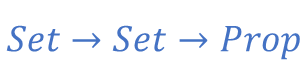 Set → Set → Prop